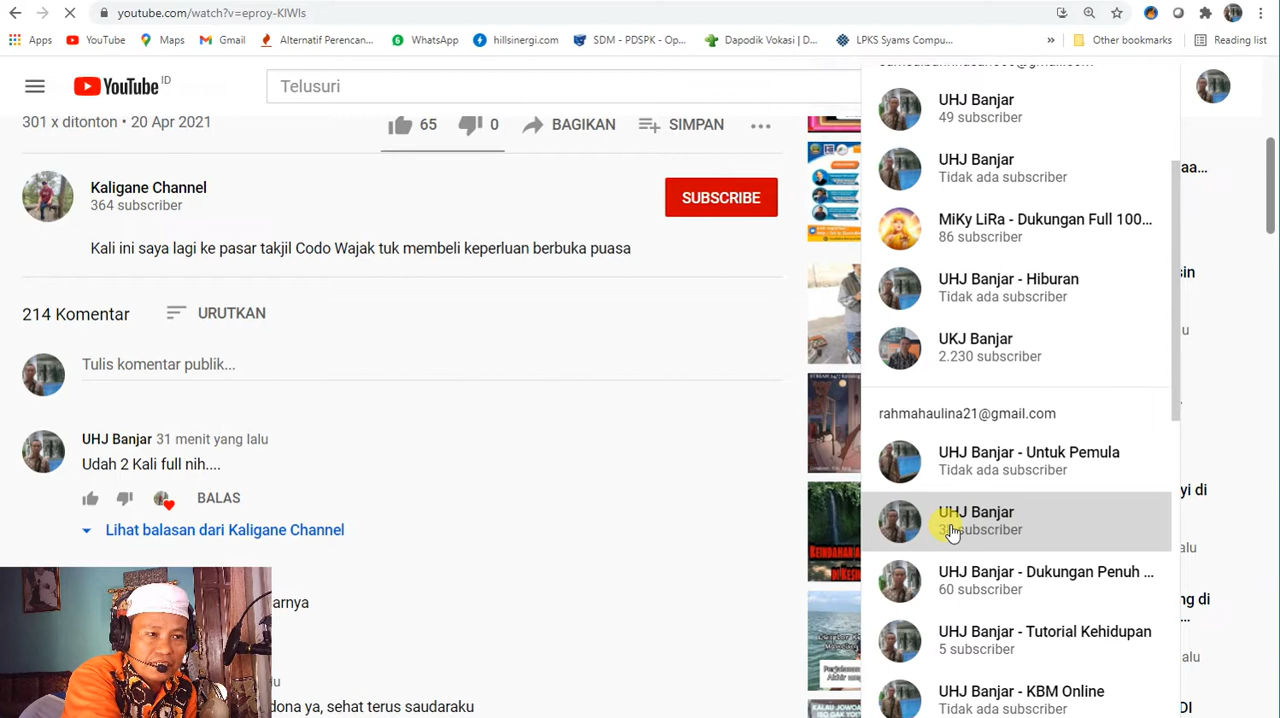 youtube.com/watch?v=eproy-KIWIs
Apps
YouTube
Maps
Gmail
Alternatif Perencan...
WhatsApp
hillsinergi.com
SDM - PDSPK - Op...
Dapodik Vokasi | D...
LPKS Syams Compu...
»
Other bookmarks
Reading list
YouTube ID
Telusuri
301 x ditonton • 20 Apr 2021
65
0
BAGIKAN
SIMPAN
Kaligane Channel
364 subscriber
SUBSCRIBE
Kali ini saya lagi ke pasar takjil Codo Wajak tuk membeli keperluan berbuka puasa
214 Komentar
URUTKAN
Tulis komentar publik...
UHJ Banjar 31 menit yang lalu
Udah 2 Kali full nih....
BALAS
Lihat balasan dari Kaligane Channel
arnya
dona ya, sehat terus saudaraku
UHJ Banjar
49 subscriber
UHJ Banjar
Tidak ada subscriber
MiKy LiRa - Dukungan Full 100...
86 subscriber
UHJ Banjar - Hiburan
Tidak ada subscriber
UKJ Banjar
2.230 subscriber
rahmahaulina21@gmail.com
UHJ Banjar - Untuk Pemula
Tidak ada subscriber
UHJ Banjar
subscriber
UHJ Banjar - Dukungan Penuh ...
60 subscriber
UHJ Banjar - Tutorial Kehidupan
5 subscriber
UHJ Banjar - KBM Online
Tidak ada subscriber